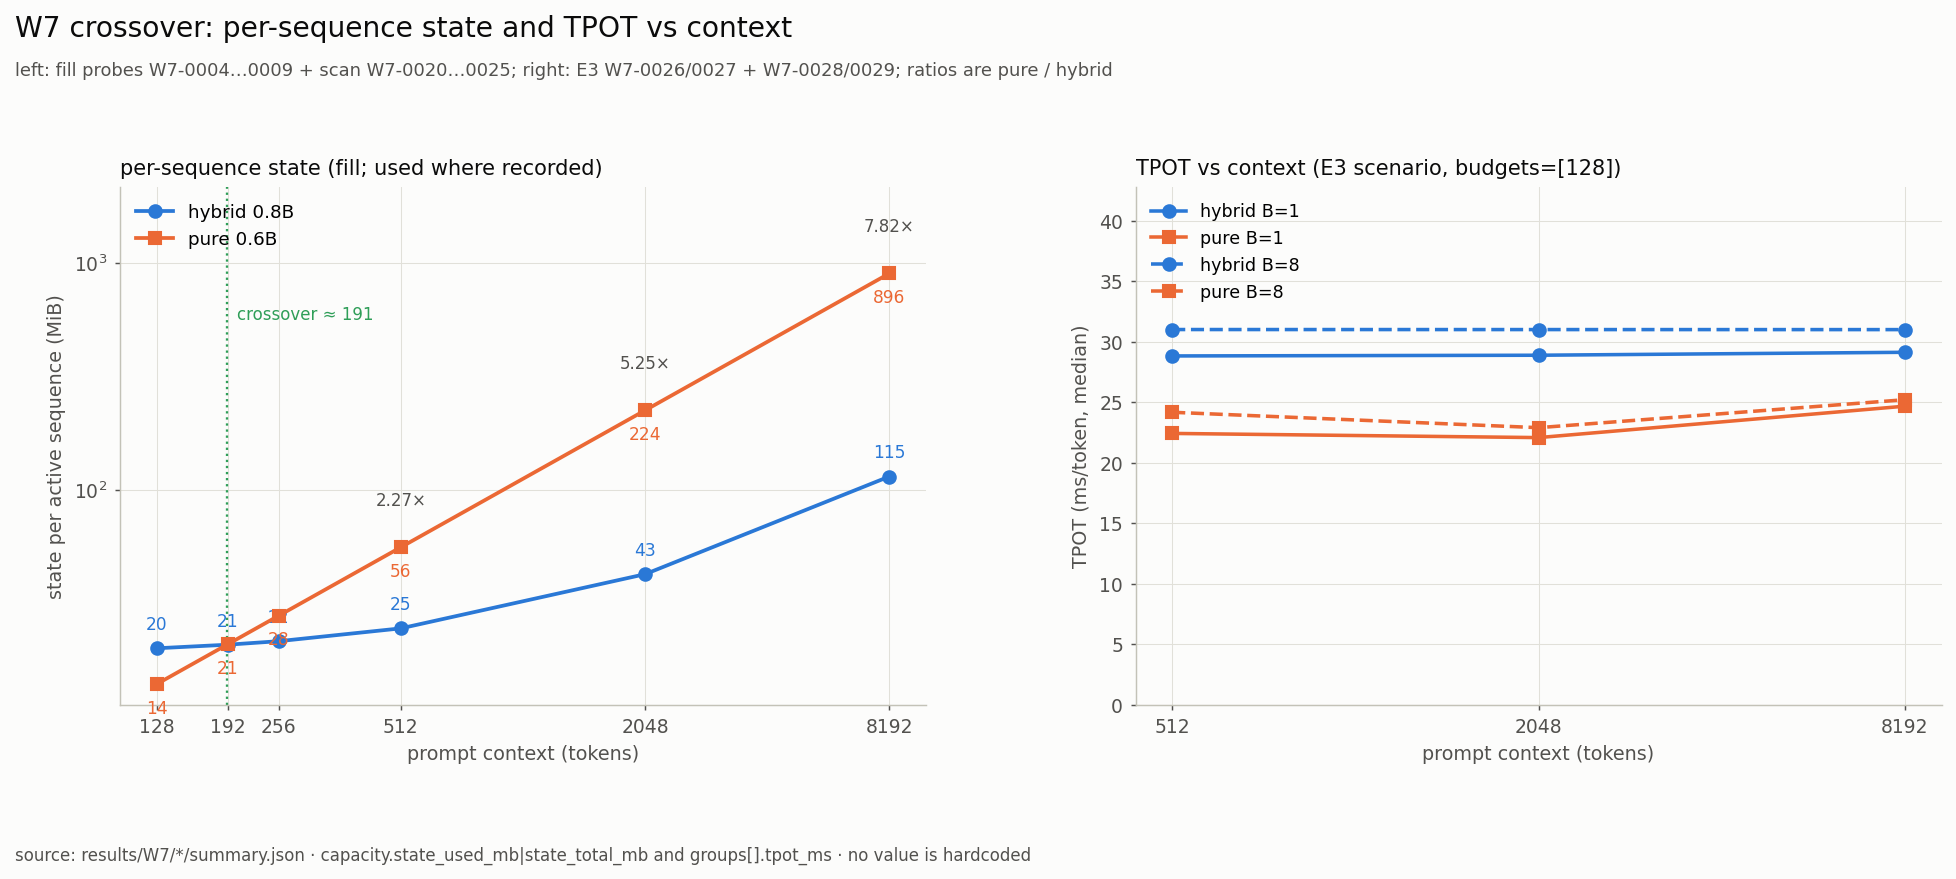 W7 crossover: per-sequence state and TPOT vs context
left: fill probes W7-0004…0009 + scan W7-0020…0025; right: E3 W7-0026/0027 + W7-0028/0029; ratios are pure / hybrid
per-sequence state (fill; used where recorded)
hybrid 0.8B
pure 0.6B
crossover ≈ 191
7.82×
896
5.25×
224
115
2.27×
56
43
25
20
21
28
21
14
10³
10²
state per active sequence (MiB)
128 192 256 512 2048 8192
prompt context (tokens)
TPOT vs context (E3 scenario, budgets=[128])
hybrid B=1
pure B=1
hybrid B=8
pure B=8
40
35
30
25
20
15
10
5
0
TPOT (ms/token, median)
512 2048 8192
prompt context (tokens)
source: results/W7/*/summary.json · capacity.state_used_mb|state_total_mb and groups[].tpot_ms · no value is hardcoded